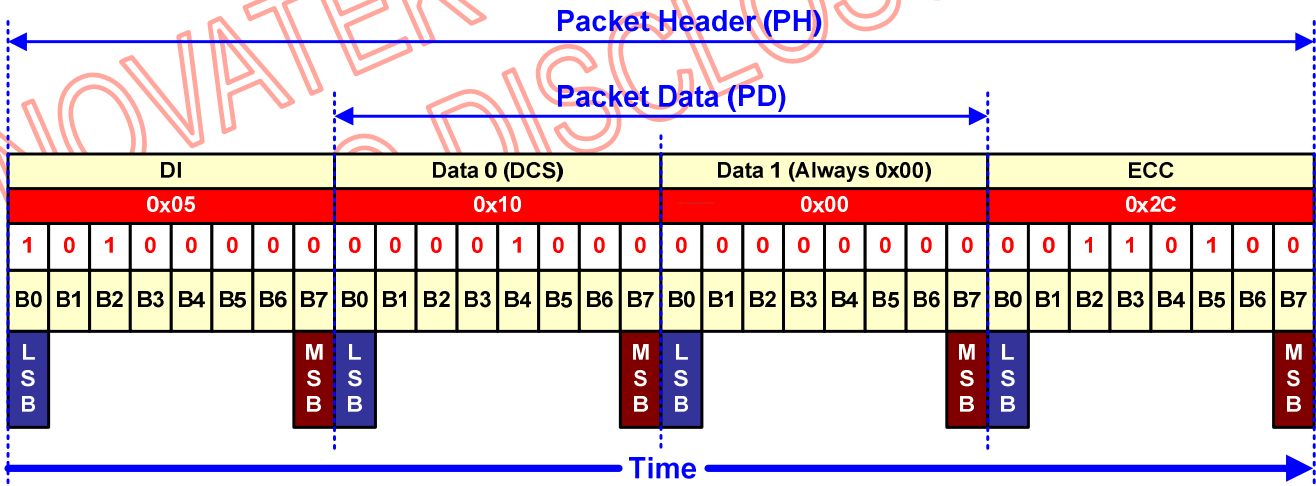 Packet Header (PH)
NOVATEK
DISCLOS
Packet Data (PD)
DI Data 0 (DCS) Data 1 (Always 0x00) ECC
0x05 0x10 0x00 0x2C
1 0 1 0 0 0 0 0 0 0 0 0 1 0 0 0 0 0 0 0 0 0 0 0 0 0 1 1 0 1 0 0
B0 B1 B2 B3 B4 B5 B6 B7 B0 B1 B2 B3 B4 B5 B6 B7 B0 B1 B2 B3 B4 B5 B6 B7 B0 B1 B2 B3 B4 B5 B6 B7
LSB MSB LSB MSB LSB MSB LSB MSB
Time